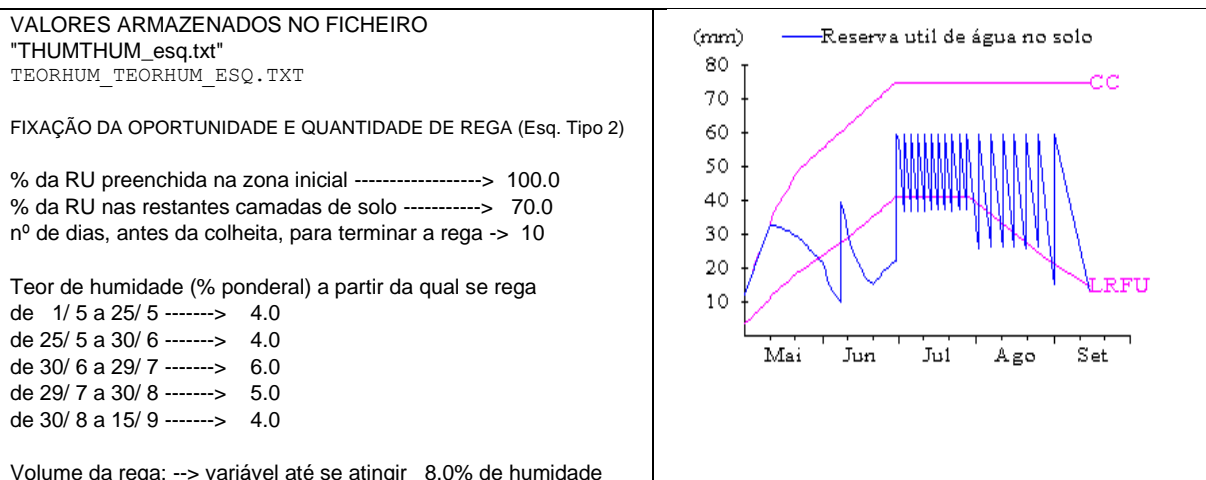 VALORES ARMAZENADOS NO FICHEIRO
"THUMTHUM_esq.txt"
TEORHUM_TEORHUM_ESQ.TXT
FIXAÇÃO DA OPORTUNIDADE E QUANTIDADE DE REGA (Esq. Tipo 2)
% da RU preenchida na zona inicial ------------------> 100.0
% da RU nas restantes camadas de solo -----------> 70.0
nº de dias, antes da colheita, para terminar a rega -> 10
Teor de humidade (% ponderal) a partir da qual se rega
de 1/ 5 a 25/ 5 -------> 4.0
de 25/ 5 a 30/ 6 -------> 4.0
de 30/ 6 a 29/ 7 -------> 6.0
de 29/ 7 a 30/ 8 -------> 5.0
de 30/ 8 a 15/ 9 -------> 4.0
Volume da rega: --> variável até se atingir 8.0% de humidade
(mm) Reserva util de água no solo
80
CC
70
60
50
40
30
20
LRFU
10
Mai Jun Jul Ago Set